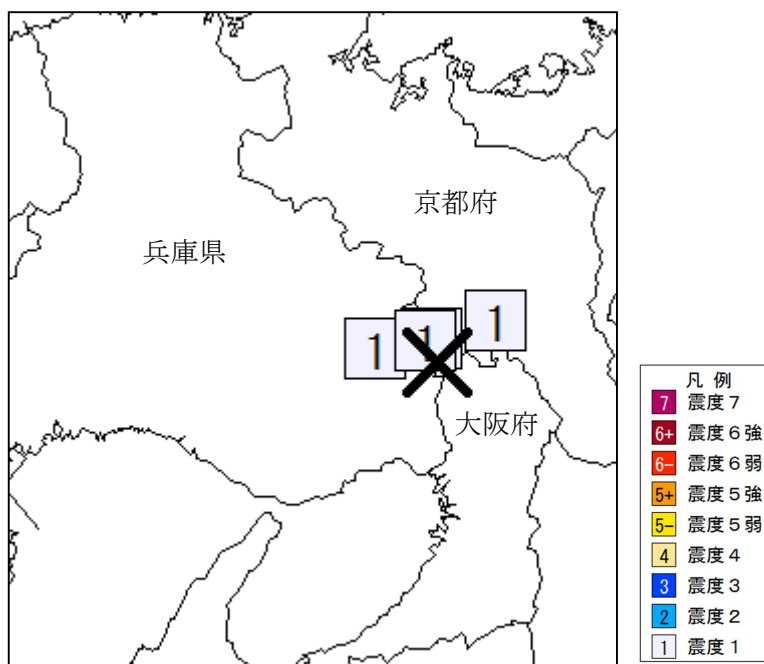 京都府
兵庫県
1
1
1
大阪府
凡 例
7 震度7
6+ 震度6強
6- 震度6弱
5+ 震度5強
5- 震度5弱
4 震度4
3 震度3
2 震度2
1 震度1